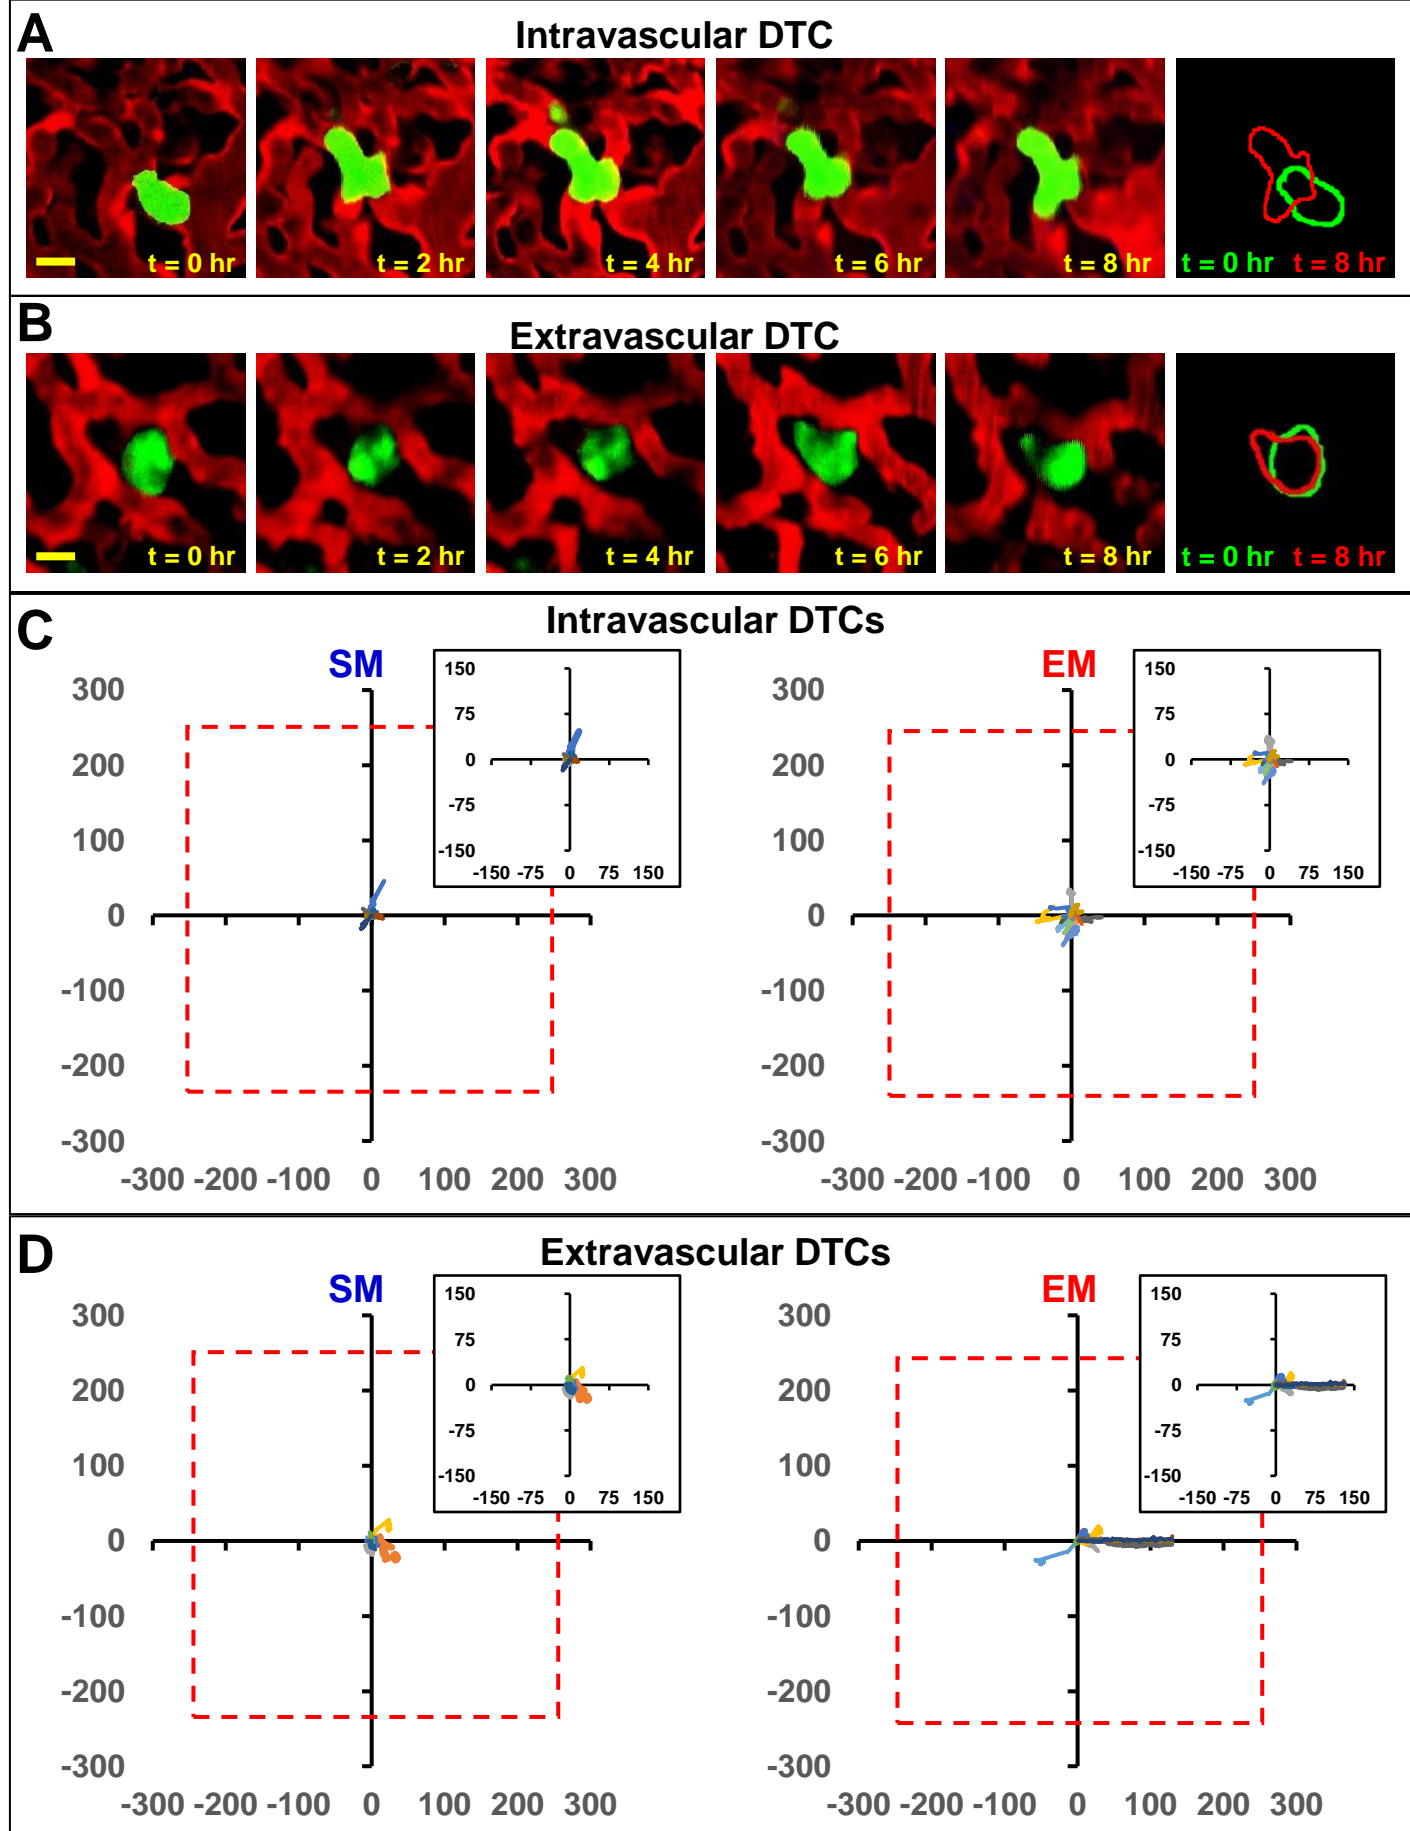 A
Intravascular DTC
t = 0 hr
t = 2 hr
t = 4 hr
t = 6 hr
t = 8 hr
t = 0 hr t = 8 hr
B
Extravascular DTC
t = 0 hr
t = 2 hr
t = 4 hr
t = 6 hr
t = 8 hr
t = 0 hr t = 8 hr
C
Intravascular DTCs
SM
300
200
100
0
-100
-200
-300
-300 -200 -100 0 100 200 300
150
75
0
-75
-150
-150 -75 0 75 150
EM
300
200
100
0
-100
-200
-300
-300 -200 -100 0 100 200 300
150
75
0
-75
-150
-150 -75 0 75 150
D
Extravascular DTCs
SM
300
200
100
0
-100
-200
-300
-300 -200 -100 0 100 200 300
150
75
0
-75
-150
-150 -75 0 75 150
EM
300
200
100
0
-100
-200
-300
-300 -200 -100 0 100 200 300
150
75
0
-75
-150
-150 -75 0 75 150